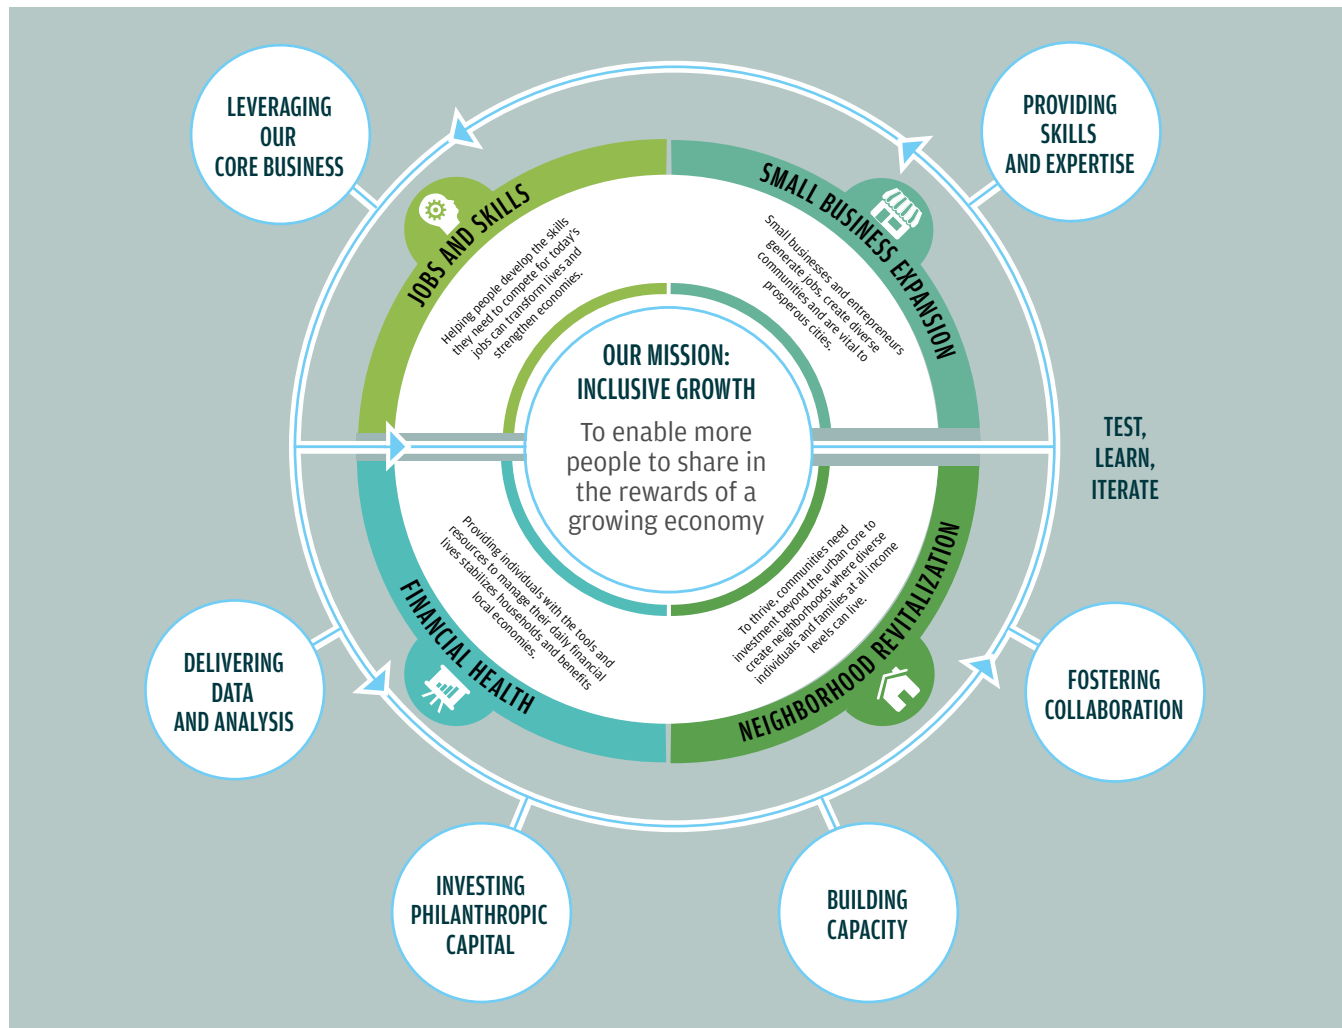 LEVERAGING
OUR
CORE BUSINESS
PROVIDING
SKILLS
AND EXPERTISE
JOBS AND SKILLS
Helping people develop the skills
they need to compete for today's
jobs can transform lives and
strengthen economies.
SMALL BUSINESS EXPANSION
Small businesses and entrepreneurs
generate jobs, create diverse
communities and are vital to
prosperous cities.
OUR MISSION:
INCLUSIVE GROWTH
To enable more
people to share in
the rewards of a
growing economy
TEST,
LEARN,
ITERATE
FINANCIAL HEALTH
Providing individuals with the tools and
resources to manage their daily financial
lives stabilizes households and benefits
local economies.
NEIGHBORHOOD REVITALIZATION
To thrive, communities need
investment beyond the urban core to
create neighborhoods where diverse
individuals and families at all income
levels can live.
DELIVERING
DATA
AND ANALYSIS
FOSTERING
COLLABORATION
INVESTING
PHILANTHROPIC
CAPITAL
BUILDING
CAPACITY